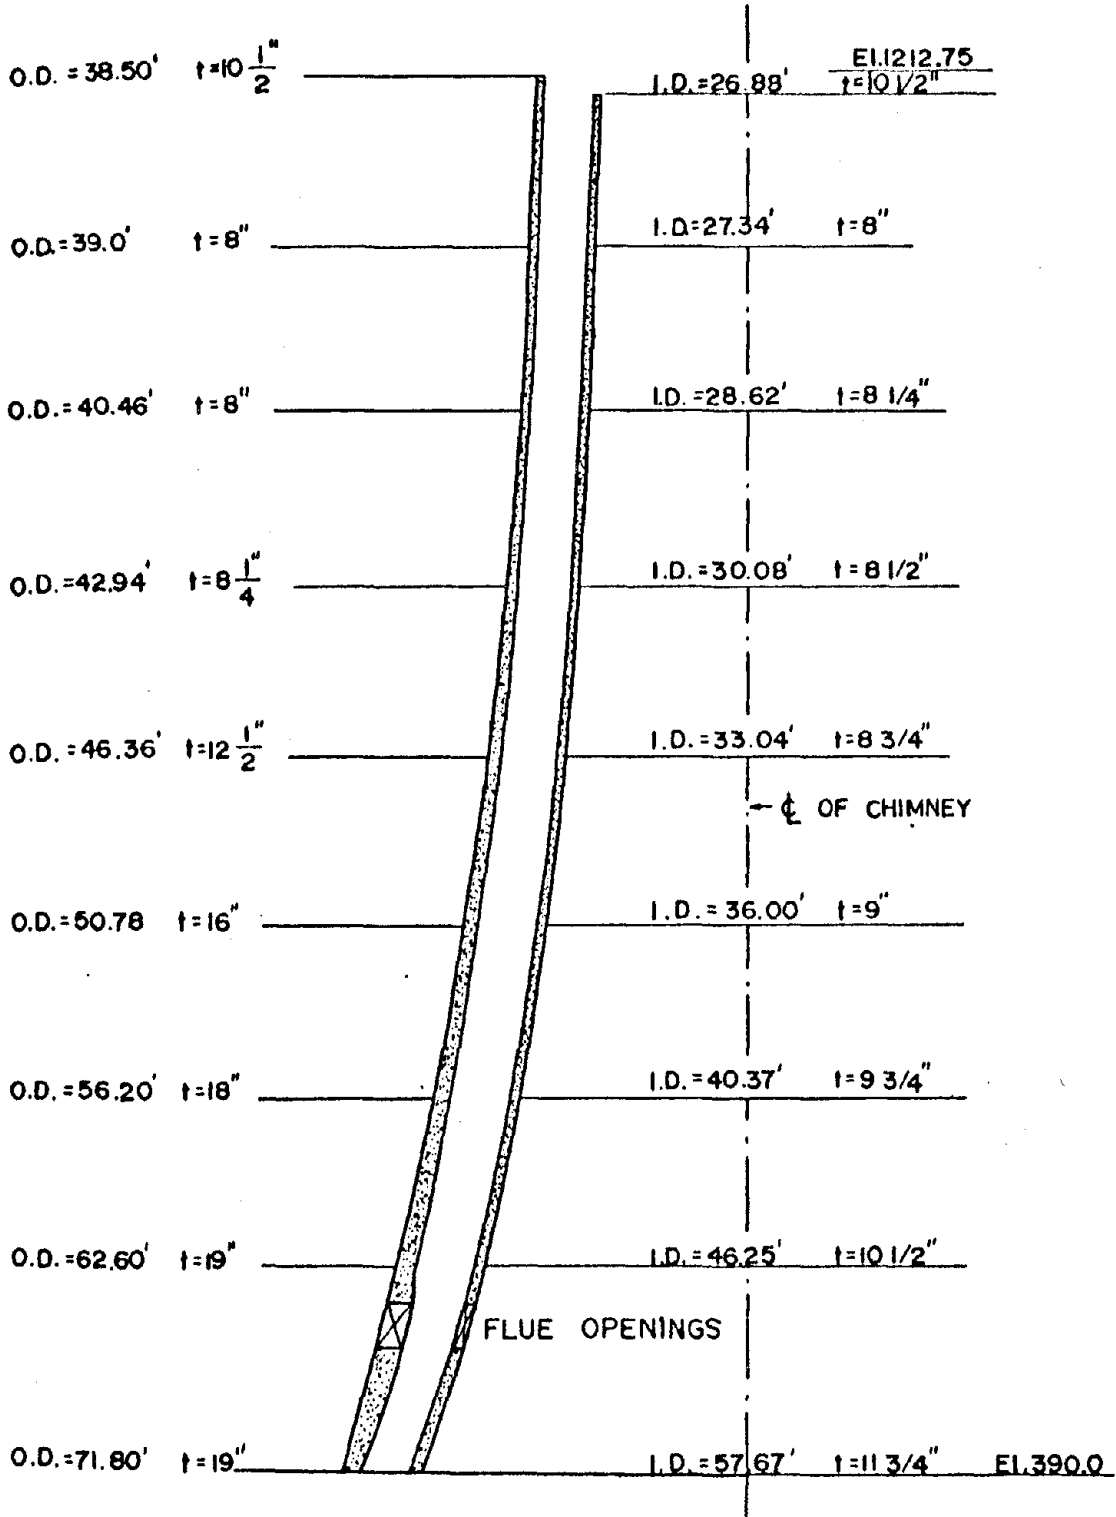 O.D. = 38.50' t=10 1/2" I.D.=26.88' t=10 1/2" El.1212.75
O.D.=39.0' t=8" I.D.=27.34' t=8"
O.D.=40.46' t=8" I.D.=28.62' t=8 1/4"
O.D.=42.94' t=8 1/4" I.D.=30.08' t=8 1/2"
O.D.=46.36' t=12 1/2" I.D.=33.04' t=8 3/4"
℄ OF CHIMNEY
O.D.=50.78 t=16" I.D.=36.00' t=9"
O.D.=56.20' t=18" I.D.=40.37' t=9 3/4"
O.D.=62.60' t=19" I.D.=46.25' t=10 1/2"
FLUE OPENINGS
O.D.=71.80' t=19" I.D.=57.67' t=11 3/4" El.390.0